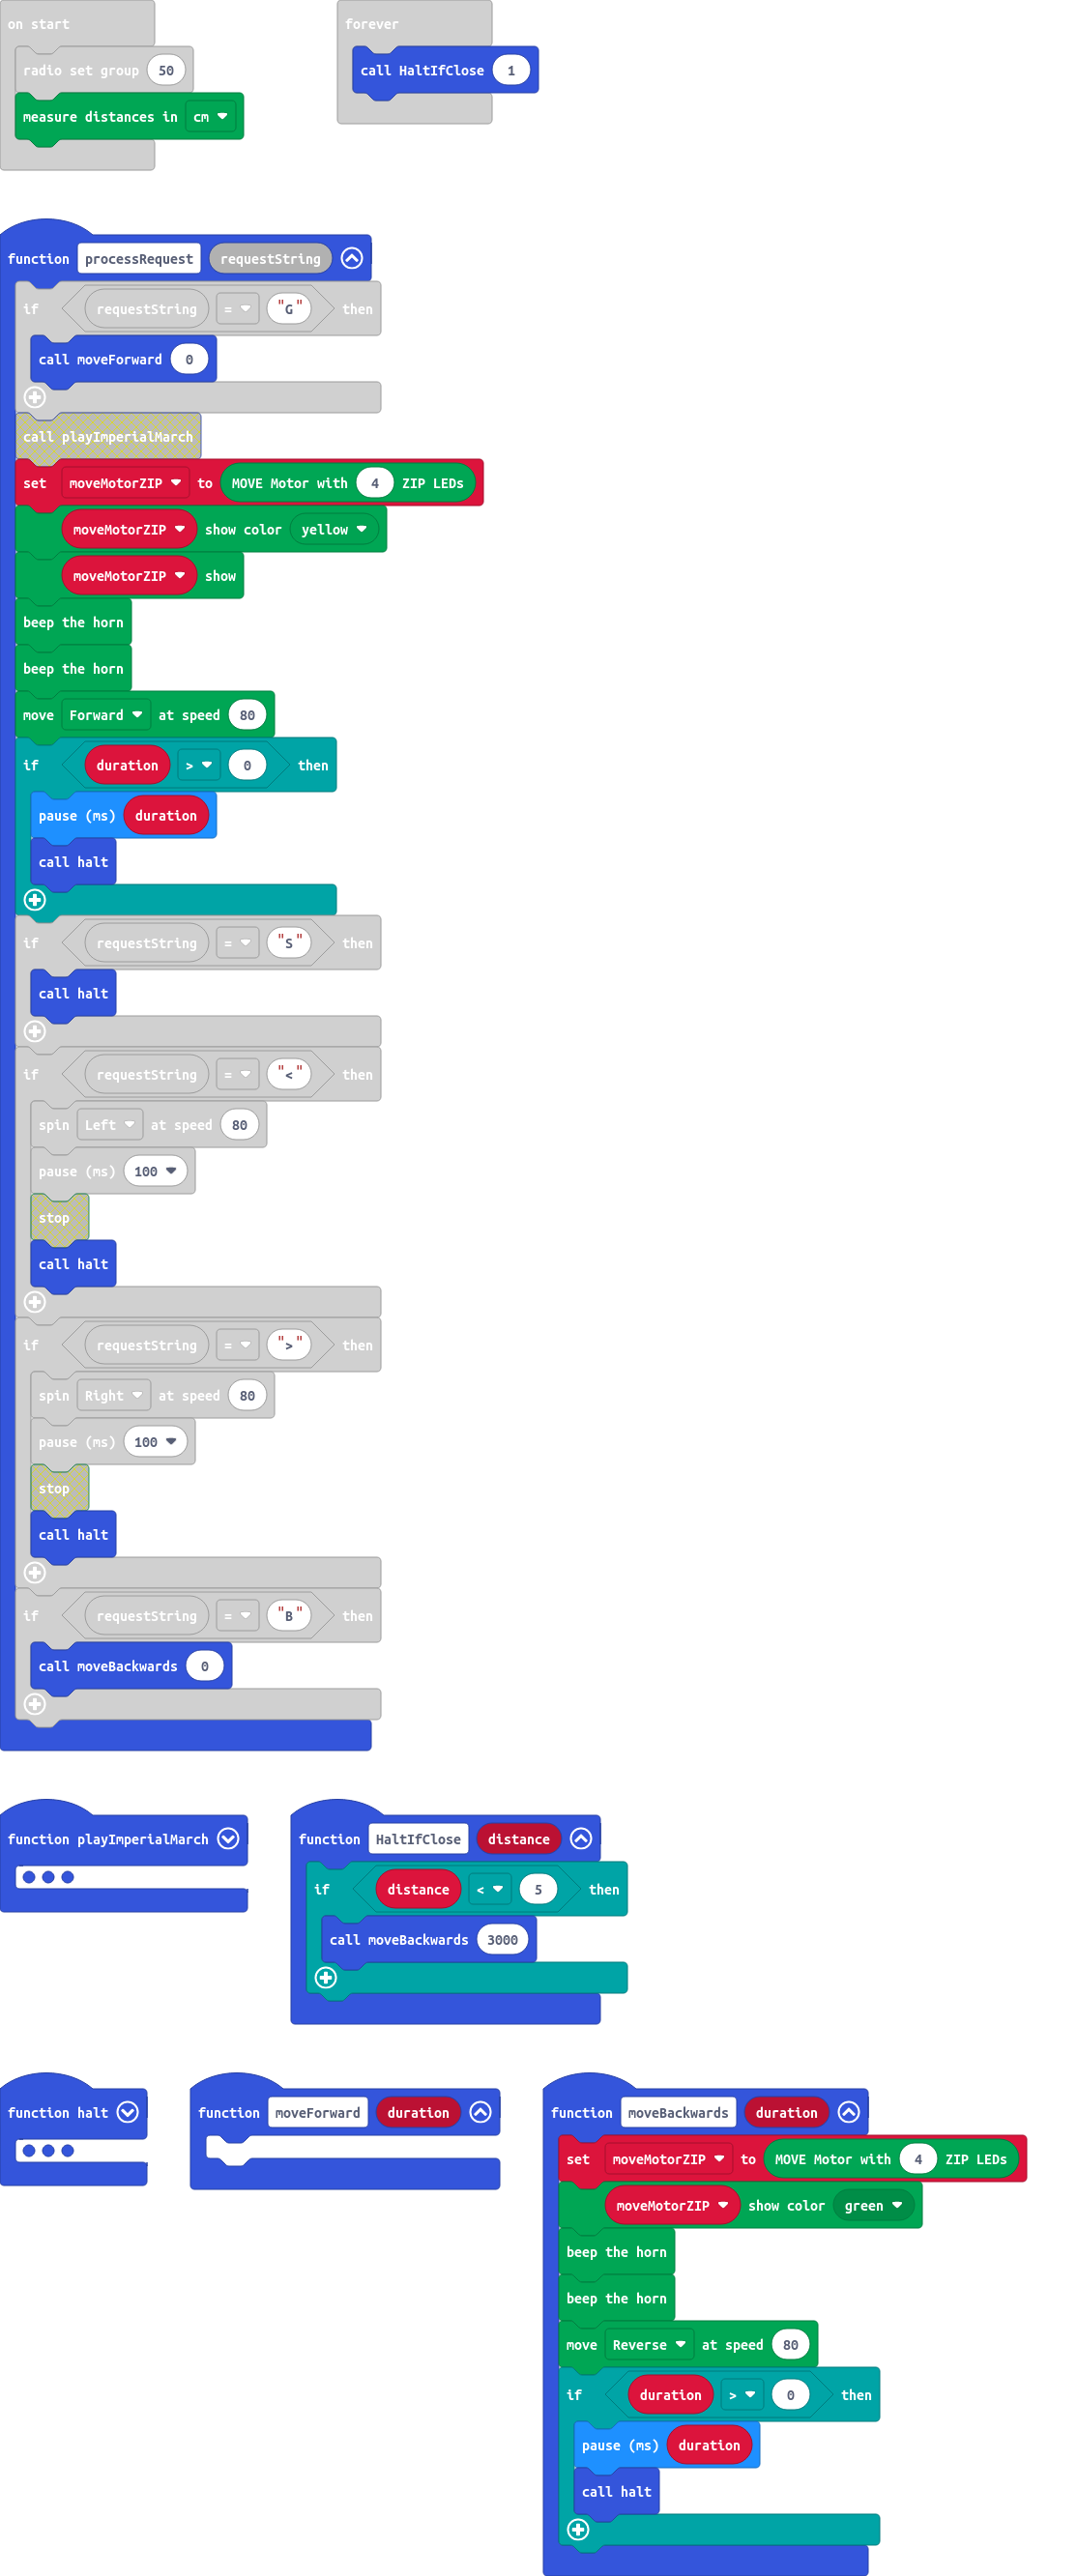 on start
radio set group 50
measure distances in cm
forever
call HaltIfClose 1
function processRequest requestString
if requestString = "G" then
call moveForward 0
call playImperialMarch
set moveMotorZIP to MOVE Motor with 4 ZIP LEDs
moveMotorZIP show color yellow
moveMotorZIP show
beep the horn
beep the horn
move Forward at speed 80
if duration > 0 then
pause (ms) duration
call halt
if requestString = "S" then
call halt
if requestString = "<" then
spin Left at speed 80
pause (ms) 100
stop
call halt
if requestString = ">" then
spin Right at speed 80
pause (ms) 100
stop
call halt
if requestString = "B" then
call moveBackwards 0
function playImperialMarch
function HaltIfClose distance
if distance < 5 then
call moveBackwards 3000
function halt
function moveForward duration
function moveBackwards duration
set moveMotorZIP to MOVE Motor with 4 ZIP LEDs
moveMotorZIP show color green
beep the horn
beep the horn
move Reverse at speed 80
if duration > 0 then
pause (ms) duration
call halt